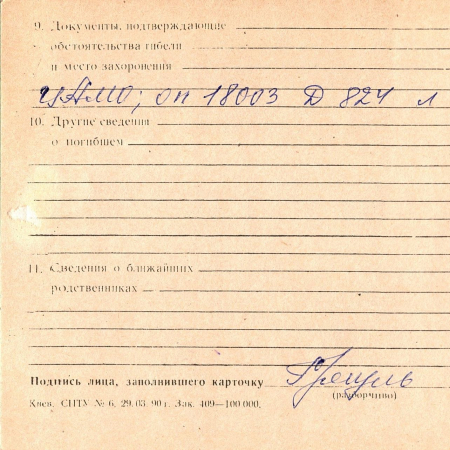 9. Документы, подтверждающие
обстоятельства гибели
и место захоронения
ЦАМО; оп 18003 Д 824 л
10. Другие сведения
о погибшем
11. Сведения о ближайших
родственниках
Подпись лица, заполнившего карточку
(разборчиво)
Киев. СПТУ № 6. 29.03.90 г. Зак. 409—100 000.